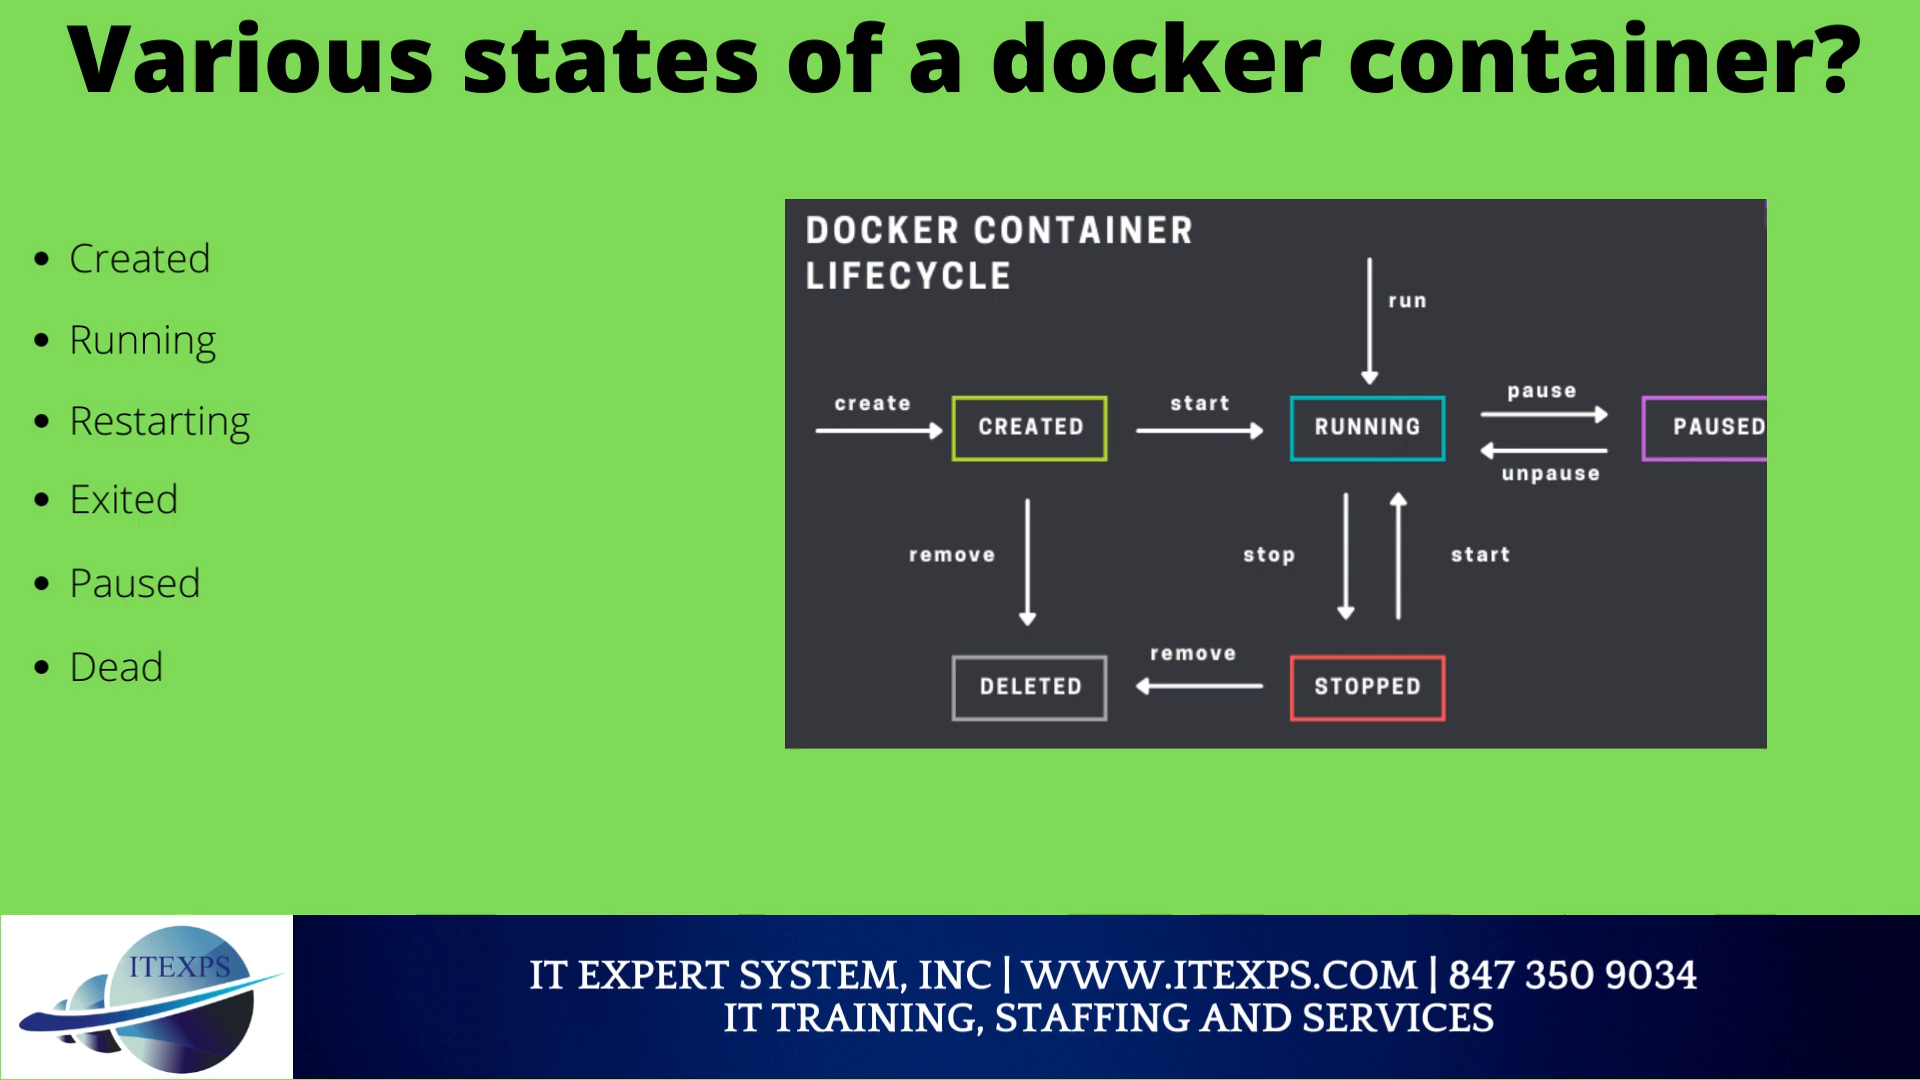 Various states of a docker container?
• Created
• Running
• Restarting
• Exited
• Paused
• Dead
DOCKER CONTAINER
LIFECYCLE
run
create
CREATED
start
RUNNING
pause
unpause
PAUSED
remove
stop
start
DELETED
remove
STOPPED
ITEXPS
IT EXPERT SYSTEM, INC | WWW.ITEXPS.COM | 847 350 9034
IT TRAINING, STAFFING AND SERVICES